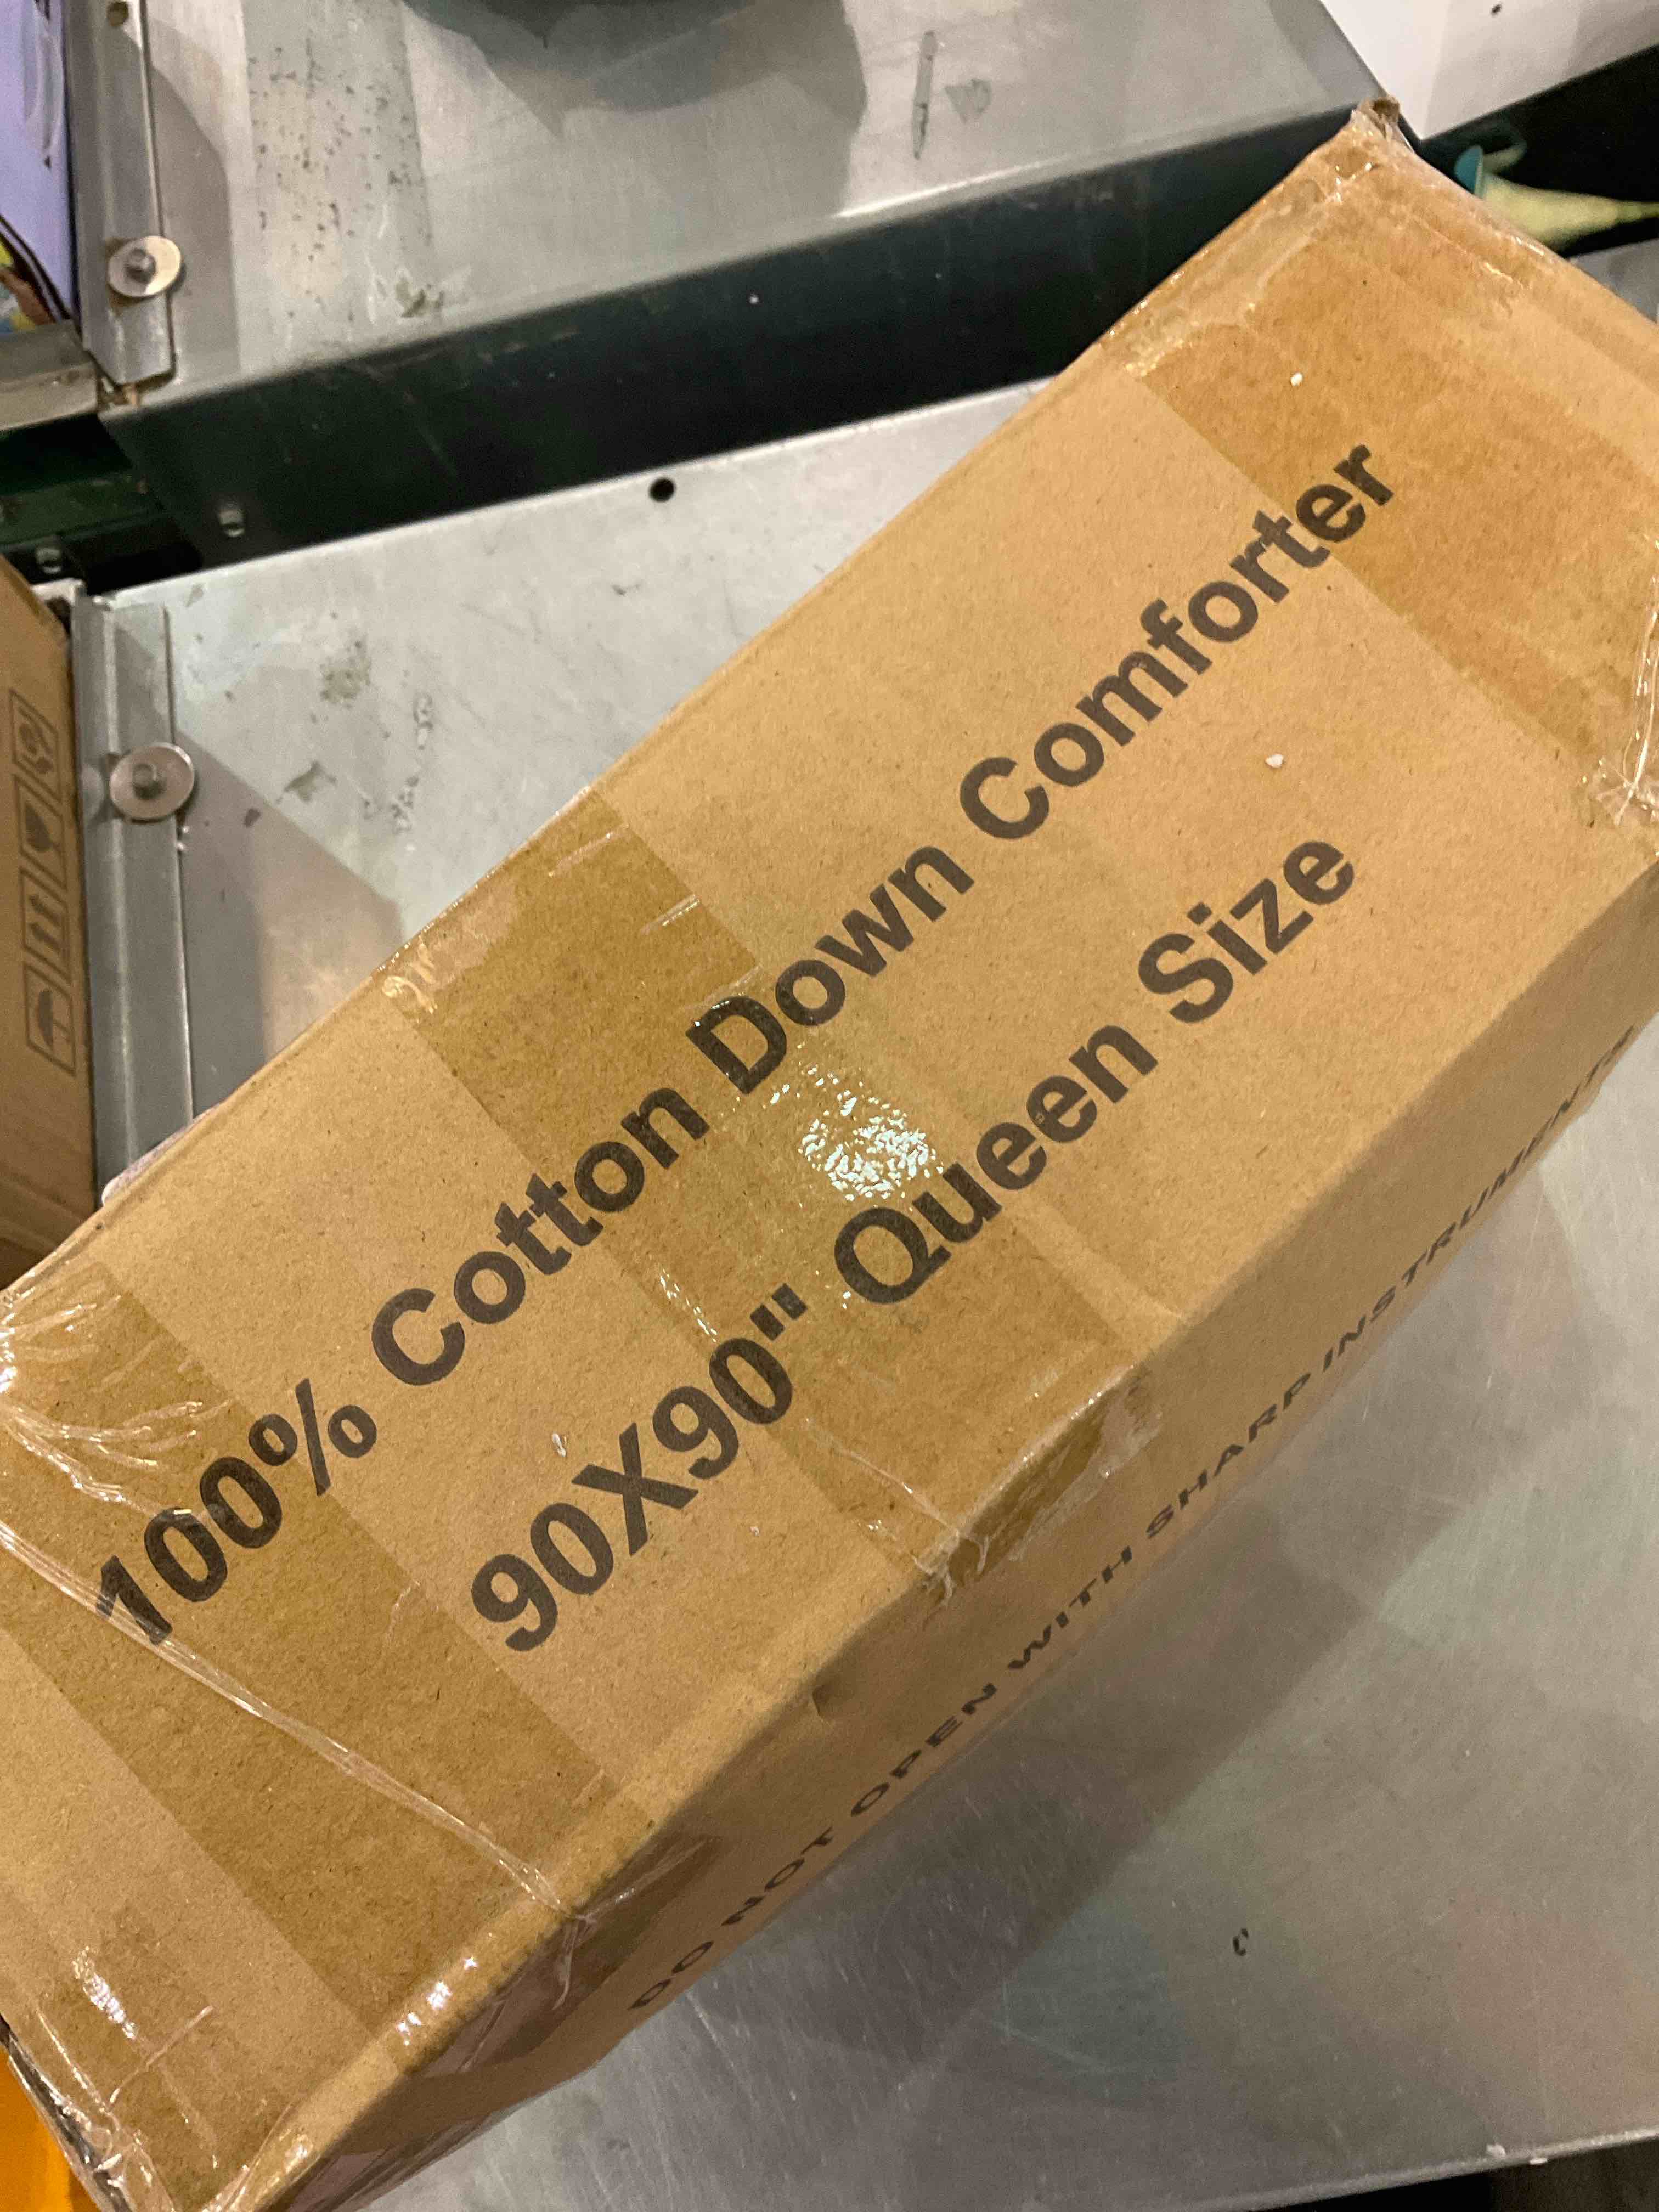 100% Cotton Down Comforter
90X90" Queen Size
DO NOT OPEN WITH SHARP INSTRUMENTS